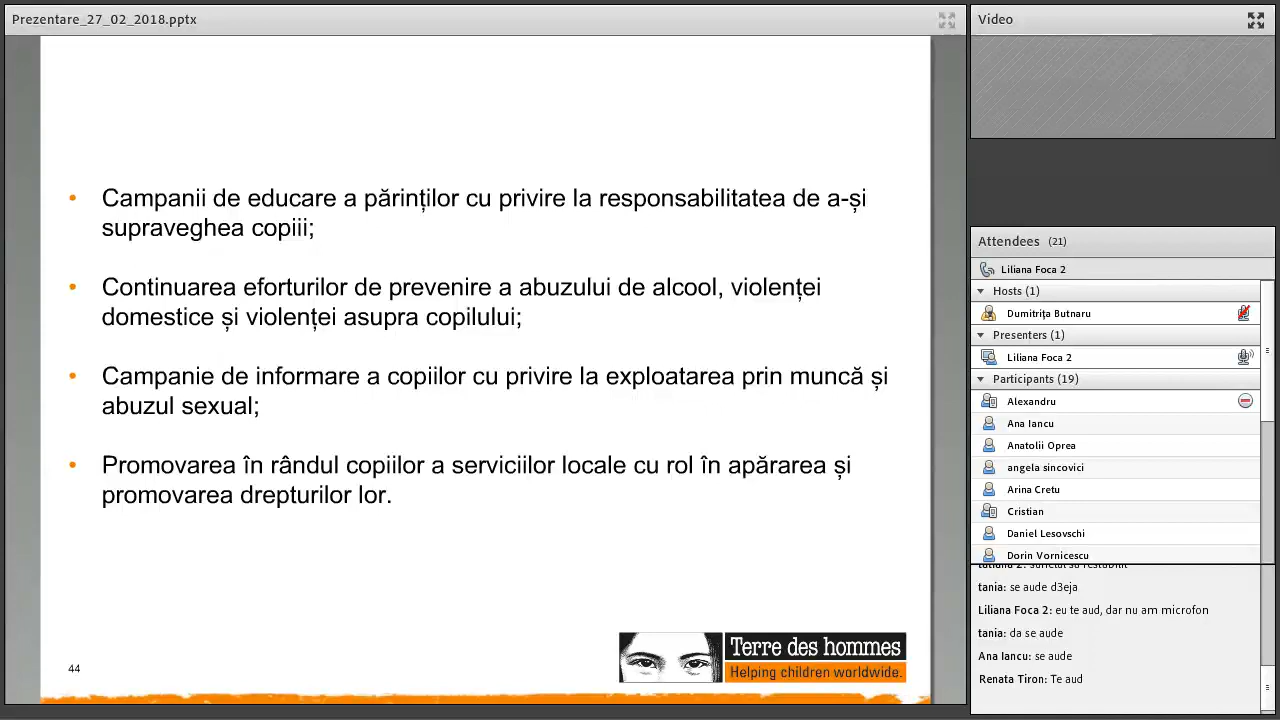 Prezentare_27_02_2018.pptx
Campanii de educare a părinților cu privire la responsabilitatea de a-și
supraveghea copiii;
Continuarea eforturilor de prevenire a abuzului de alcool, violenței
domestice și violenței asupra copilului;
Campanie de informare a copiilor cu privire la exploatarea prin muncă și
abuzul sexual;
Promovarea în rândul copiilor a serviciilor locale cu rol în apărarea și
promovarea drepturilor lor.
44
Terre des hommes
Helping children worldwide.
Video
Attendees (21)
Liliana Foca 2
Hosts (1)
Dumitrița Butnaru
Presenters (1)
Liliana Foca 2
Participants (19)
Alexandru
Ana Iancu
Anatolii Oprea
angela sincovici
Arina Cretu
Cristian
Daniel Lesovschi
Dorin Vornicescu
tania: se aude d3eja
Liliana Foca 2: eu te aud, dar nu am microfon
tania: da se aude
Ana Iancu: se aude
Renata Tiron: Te aud